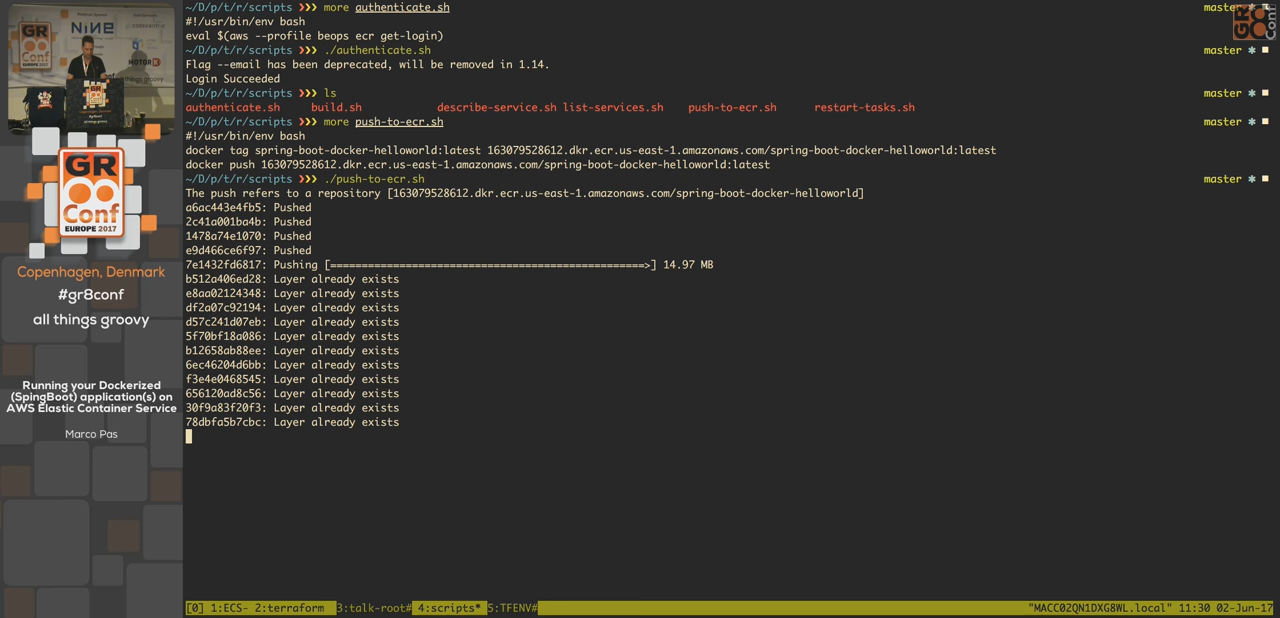 ~/D/p/t/r/scripts ❯❯❯ more authenticate.sh master ✱ ◼
#!/usr/bin/env bash
eval $(aws --profile beops ecr get-login)
~/D/p/t/r/scripts ❯❯❯ ./authenticate.sh master ✱ ◼
Flag --email has been deprecated, will be removed in 1.14.
Login Succeeded
~/D/p/t/r/scripts ❯❯❯ ls master ✱ ◼
authenticate.sh build.sh describe-service.sh list-services.sh push-to-ecr.sh restart-tasks.sh
~/D/p/t/r/scripts ❯❯❯ more push-to-ecr.sh master ✱ ◼
#!/usr/bin/env bash
docker tag spring-boot-docker-helloworld:latest 163079528612.dkr.ecr.us-east-1.amazonaws.com/spring-boot-docker-helloworld:latest
docker push 163079528612.dkr.ecr.us-east-1.amazonaws.com/spring-boot-docker-helloworld:latest
~/D/p/t/r/scripts ❯❯❯ ./push-to-ecr.sh master ✱ ◼
The push refers to a repository [163079528612.dkr.ecr.us-east-1.amazonaws.com/spring-boot-docker-helloworld]
a6ac443e4fb5: Pushed
2c41a001ba4b: Pushed
1478a74e1070: Pushed
e9d466ce6f97: Pushed
7e1432fd6817: Pushing [==================================================>] 14.97 MB
b512a406ed28: Layer already exists
e8aa02124348: Layer already exists
df2a07c92194: Layer already exists
d57c241d07eb: Layer already exists
5f70bf18a086: Layer already exists
b12658ab88ee: Layer already exists
6ec46204d6bb: Layer already exists
f3e4e0468545: Layer already exists
656120ad8c56: Layer already exists
30f9a83f20f3: Layer already exists
78dbfa5b7cbc: Layer already exists
[0] 1:ECS- 2:terraform 3:talk-root# 4:scripts* 5:TFENV# "MACC02QN1DXG8WL.local" 11:30 02-Jun-17
GR8
Conf
NINE
MOTORK
things groovy
GR8
Conf
EUROPE 2017
Copenhagen, Denmark
#gr8conf
all things groovy
Running your Dockerized
(SpingBoot) application(s) on
AWS Elastic Container Service
Marco Pas
GR8
Conf